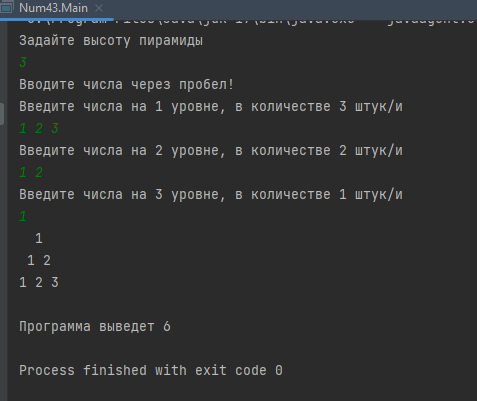 Num43.Main
Задайте высоту пирамиды
3
Вводите числа через пробел!
Введите числа на 1 уровне, в количестве 3 штук/и
1 2 3
Введите числа на 2 уровне, в количестве 2 штук/и
1 2
Введите числа на 3 уровне, в количестве 1 штук/и
1
1
1 2
1 2 3
Программа выведет 6
Process finished with exit code 0